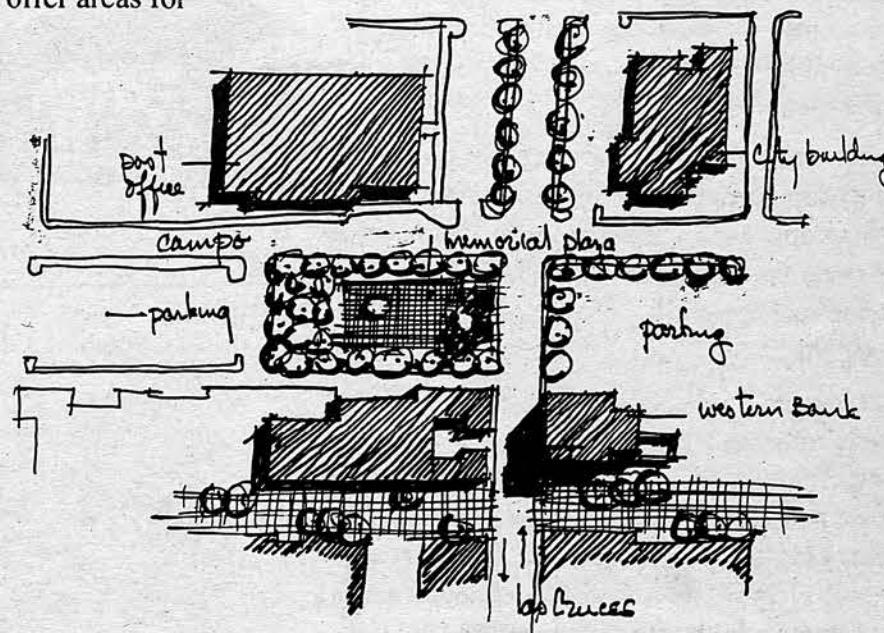 offer areas for
post
office
city building
campo
memorial plaza
parking
parking
western Bank
las Cruces